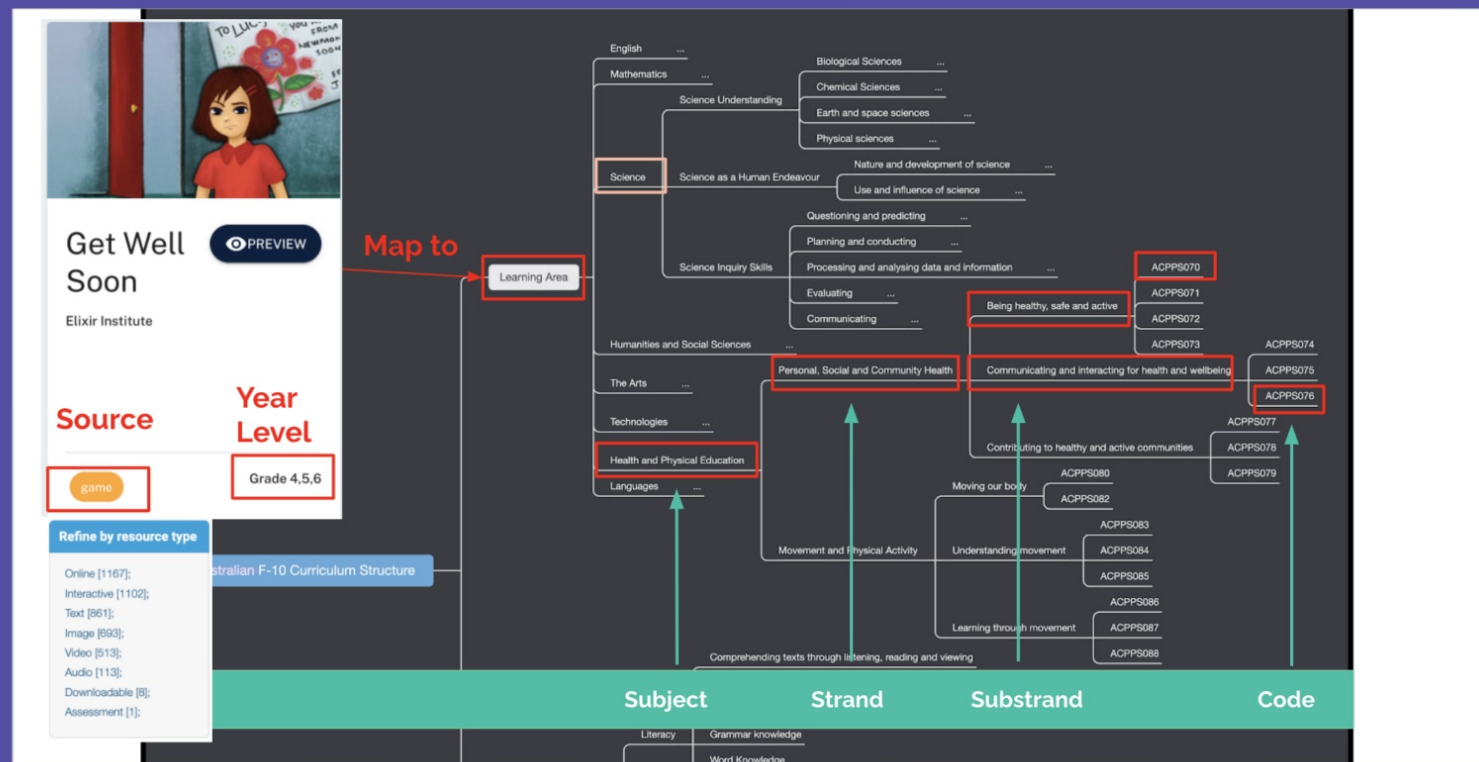 TO LUCY
YOU
FROM
NEWMAN
SOON
Get Well
Soon
PREVIEW
Elixir Institute
Source
Year
Level
game
Grade 4,5,6
Refine by resource type
Online [1167];
Interactive [1102];
Text [861];
Image [693];
Video [513];
Audio [113];
Downloadable [8];
Assessment [1];
Map to
Learning Area
stralian F-10 Curriculum Structure
English ...
Mathematics ...
Science
Science Understanding
Biological Sciences ...
Chemical Sciences ...
Earth and space sciences ...
Physical sciences ...
Science as a Human Endeavour
Nature and development of science ...
Use and influence of science ...
Science Inquiry Skills
Questioning and predicting ...
Planning and conducting ...
Processing and analysing data and information ...
Evaluating ...
Communicating ...
Humanities and Social Sciences ...
The Arts ...
Technologies ...
Health and Physical Education
Languages ...
Personal, Social and Community Health
Being healthy, safe and active
ACPPS070
ACPPS071
ACPPS072
ACPPS073
Communicating and interacting for health and wellbeing
ACPPS074
ACPPS075
ACPPS076
Contributing to healthy and active communities
ACPPS077
ACPPS078
ACPPS079
Movement and Physical Activity
Moving our body
ACPPS080
ACPPS082
Understanding movement
ACPPS083
ACPPS084
ACPPS085
Learning through movement
ACPPS086
ACPPS087
ACPPS088
Comprehending texts through listening, reading and viewing
Subject
Strand
Substrand
Code
Literacy
Grammar knowledge
Word Knowledge